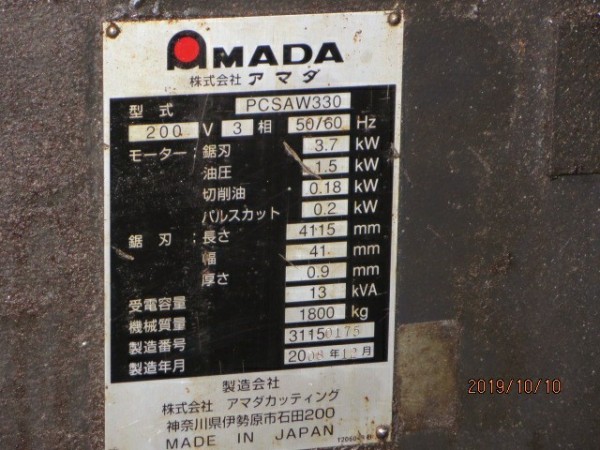 AMADA
株式会社 アマダ
型式 PCSAW330
200 V 3 相 50/60 Hz
モーター：鋸刃 3.7 kW
油圧 1.5 kW
切削油 0.18 kW
パルスカット 0.2 kW
鋸刃：長さ 4115 mm
幅 41 mm
厚さ 0.9 mm
受電容量 13 kVA
機械質量 1800 kg
製造番号 31150175
製造年月 2008年12月
製造会社
株式会社 アマダカッティング
神奈川県伊勢原市石田200
MADE IN JAPAN
2019/10/10